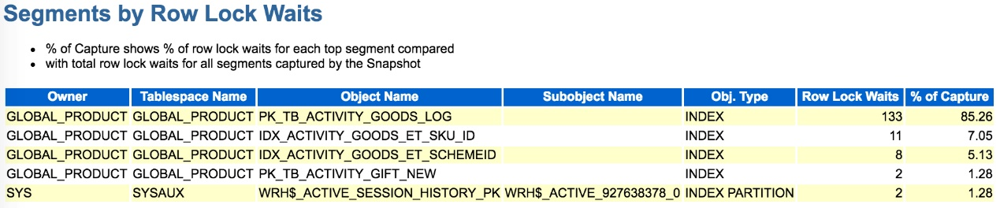 Segments by Row Lock Waits
• % of Capture shows % of row lock waits for each top segment compared
• with total row lock waits for all segments captured by the Snapshot
Owner Tablespace Name Object Name Subobject Name Obj. Type Row Lock Waits % of Capture
GLOBAL_PRODUCT GLOBAL_PRODUCT PK_TB_ACTIVITY_GOODS_LOG INDEX 133 85.26
GLOBAL_PRODUCT GLOBAL_PRODUCT IDX_ACTIVITY_GOODS_ET_SKU_ID INDEX 11 7.05
GLOBAL_PRODUCT GLOBAL_PRODUCT IDX_ACTIVITY_GOODS_ET_SCHEMEID INDEX 8 5.13
GLOBAL_PRODUCT GLOBAL_PRODUCT PK_TB_ACTIVITY_GIFT_NEW INDEX 2 1.28
SYS SYSAUX WRH$_ACTIVE_SESSION_HISTORY_PK WRH$_ACTIVE_927638378_0 INDEX PARTITION 2 1.28